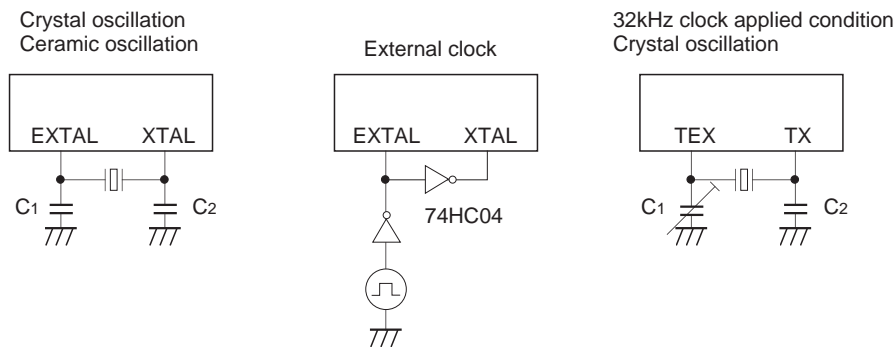 Crystal oscillation
Ceramic oscillation
EXTAL XTAL
C1 C2
External clock
EXTAL XTAL
74HC04
32kHz clock applied condition
Crystal oscillation
TEX TX
C1 C2